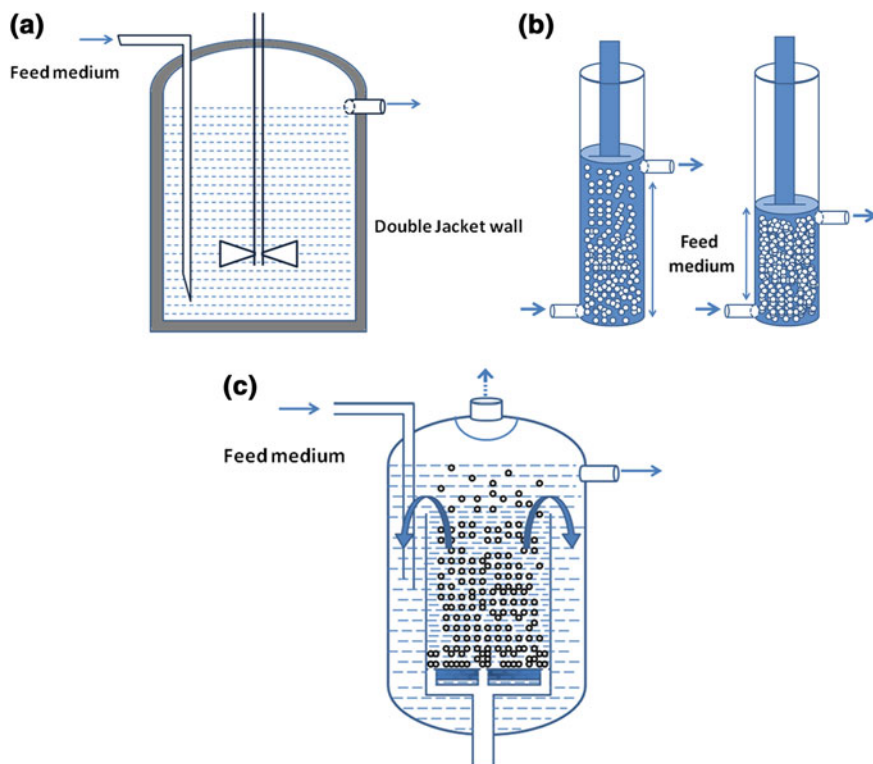 (a)
Feed medium
Double Jacket wall
(b)
Feed
medium
(c)
Feed medium